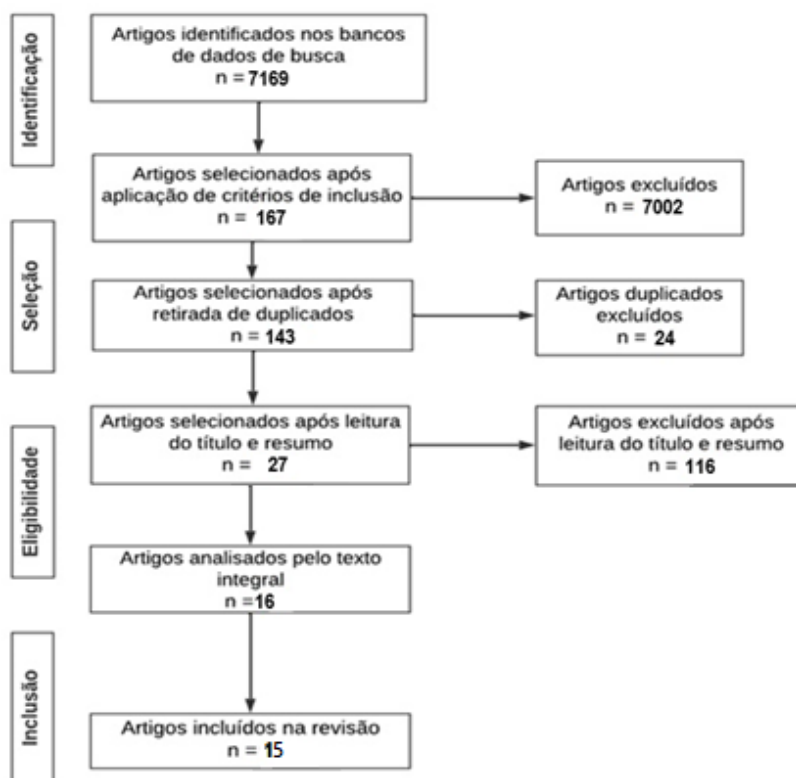 Identificação
Artigos identificados nos bancos
de dados de busca
n = 7169
Artigos selecionados após
aplicação de critérios de inclusão
n = 167
Artigos excluídos
n = 7002
Seleção
Artigos selecionados após
retirada de duplicados
n = 143
Artigos duplicados
excluídos
n = 24
Eligibilidade
Artigos selecionados após leitura
do título e resumo
n = 27
Artigos excluídos após
leitura do título e resumo
n = 116
Artigos analisados pelo texto
integral
n =16
Inclusão
Artigos incluídos na revisão
n = 15